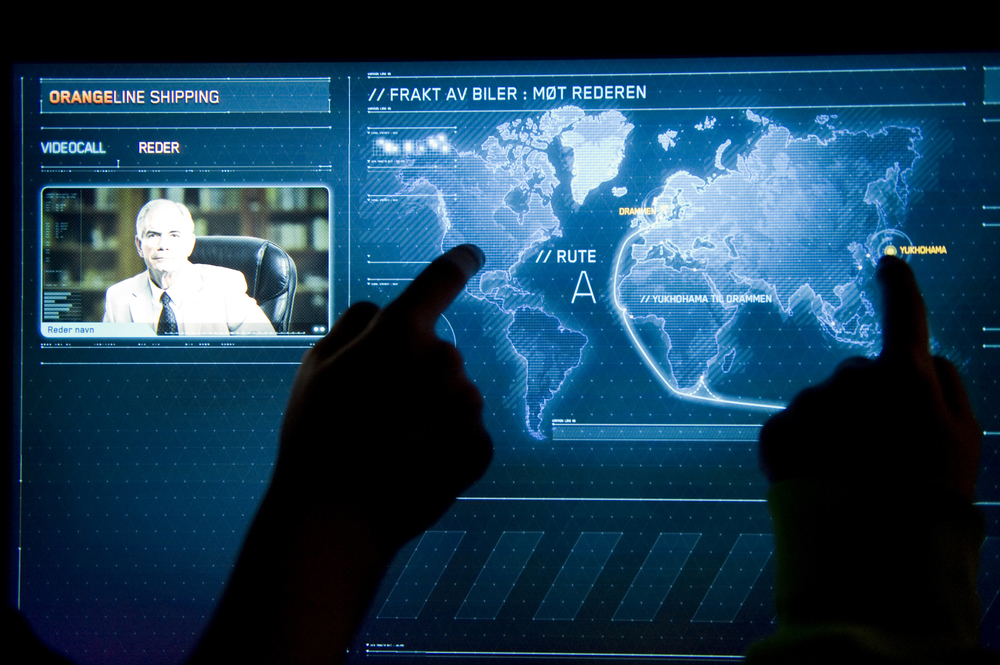 ORANGELINE SHIPPING
VIDEOCALL REDER
Reder navn
// FRAKT AV BILER : MØT REDEREN
DRAMMEN
YUKHOHAMA
// RUTE
A
// YUKHOHAMA TIL DRAMMEN